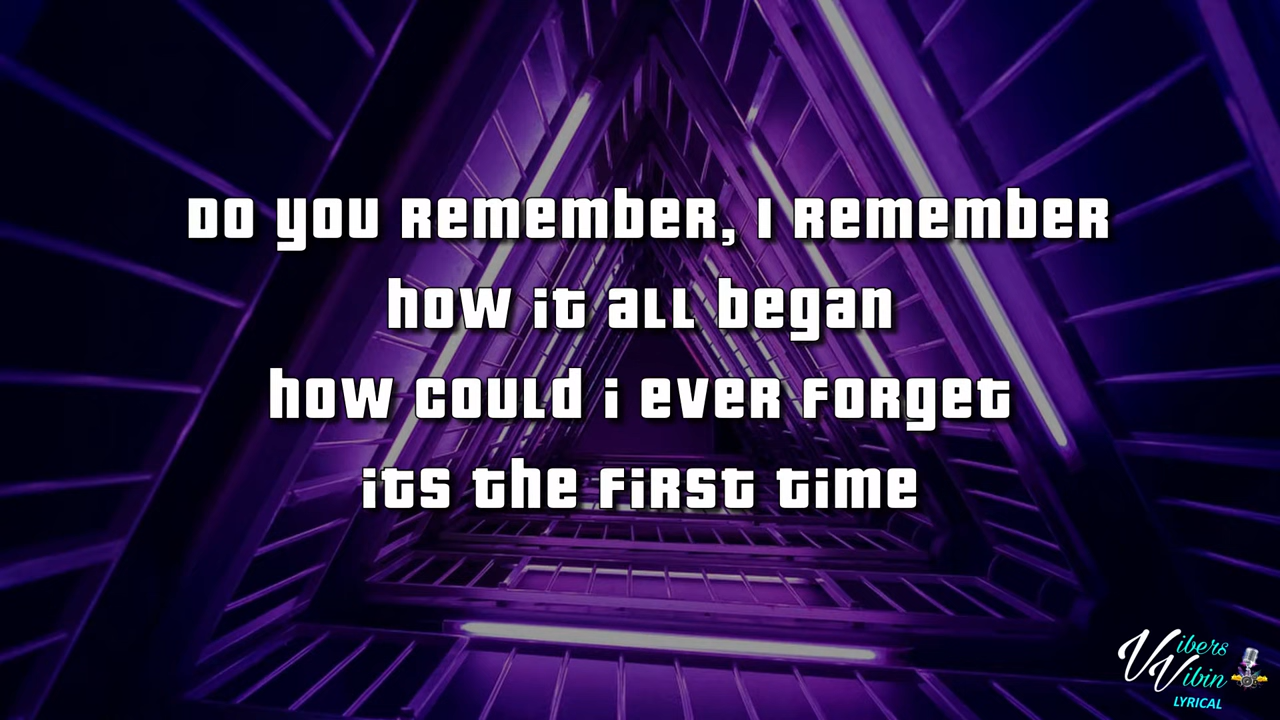 Do you remember, I remember
how it all began
how could i ever forget
its the first time
Vibers
Vibin
LYRICAL